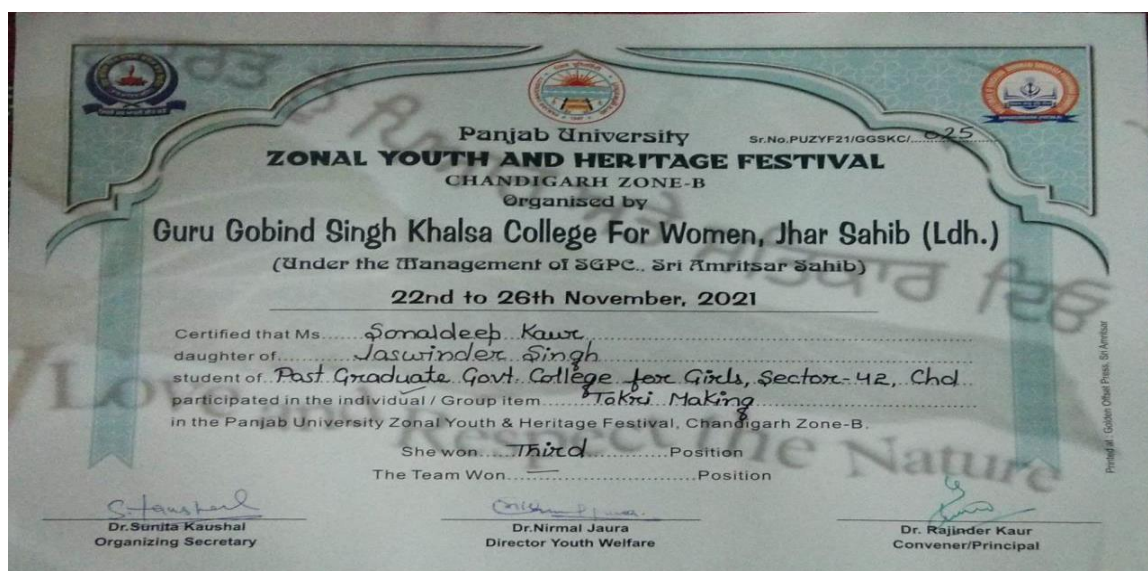 Panjab University
Sr.No.PUZYF21/GGSKC/....025
ZONAL YOUTH AND HERITAGE FESTIVAL
CHANDIGARH ZONE-B
Organised by
Guru Gobind Singh Khalsa College For Women, Jhar Sahib (Ldh.)
(Under the Management of SGPC., Sri Amritsar Sahib)
22nd to 26th November, 2021
Certified that Ms..... Sonaldeep Kaur
daughter of........ Jaswinder Singh
student of Post Graduate Govt. College for Girls, Sector-42, Chd
participated in the individual / Group item..... Tokri Making
in the Panjab University Zonal Youth & Heritage Festival, Chandigarh Zone-B.
She won..... Third.......... Position
The Team Won..... — .......... Position
Love and Respect the Nature
Dr.Sunita Kaushal
Organizing Secretary
Dr.Nirmal Jaura
Director Youth Welfare
Dr. Rajinder Kaur
Convener/Principal
Printed at : Golden Offset Press, Sri Amritsar